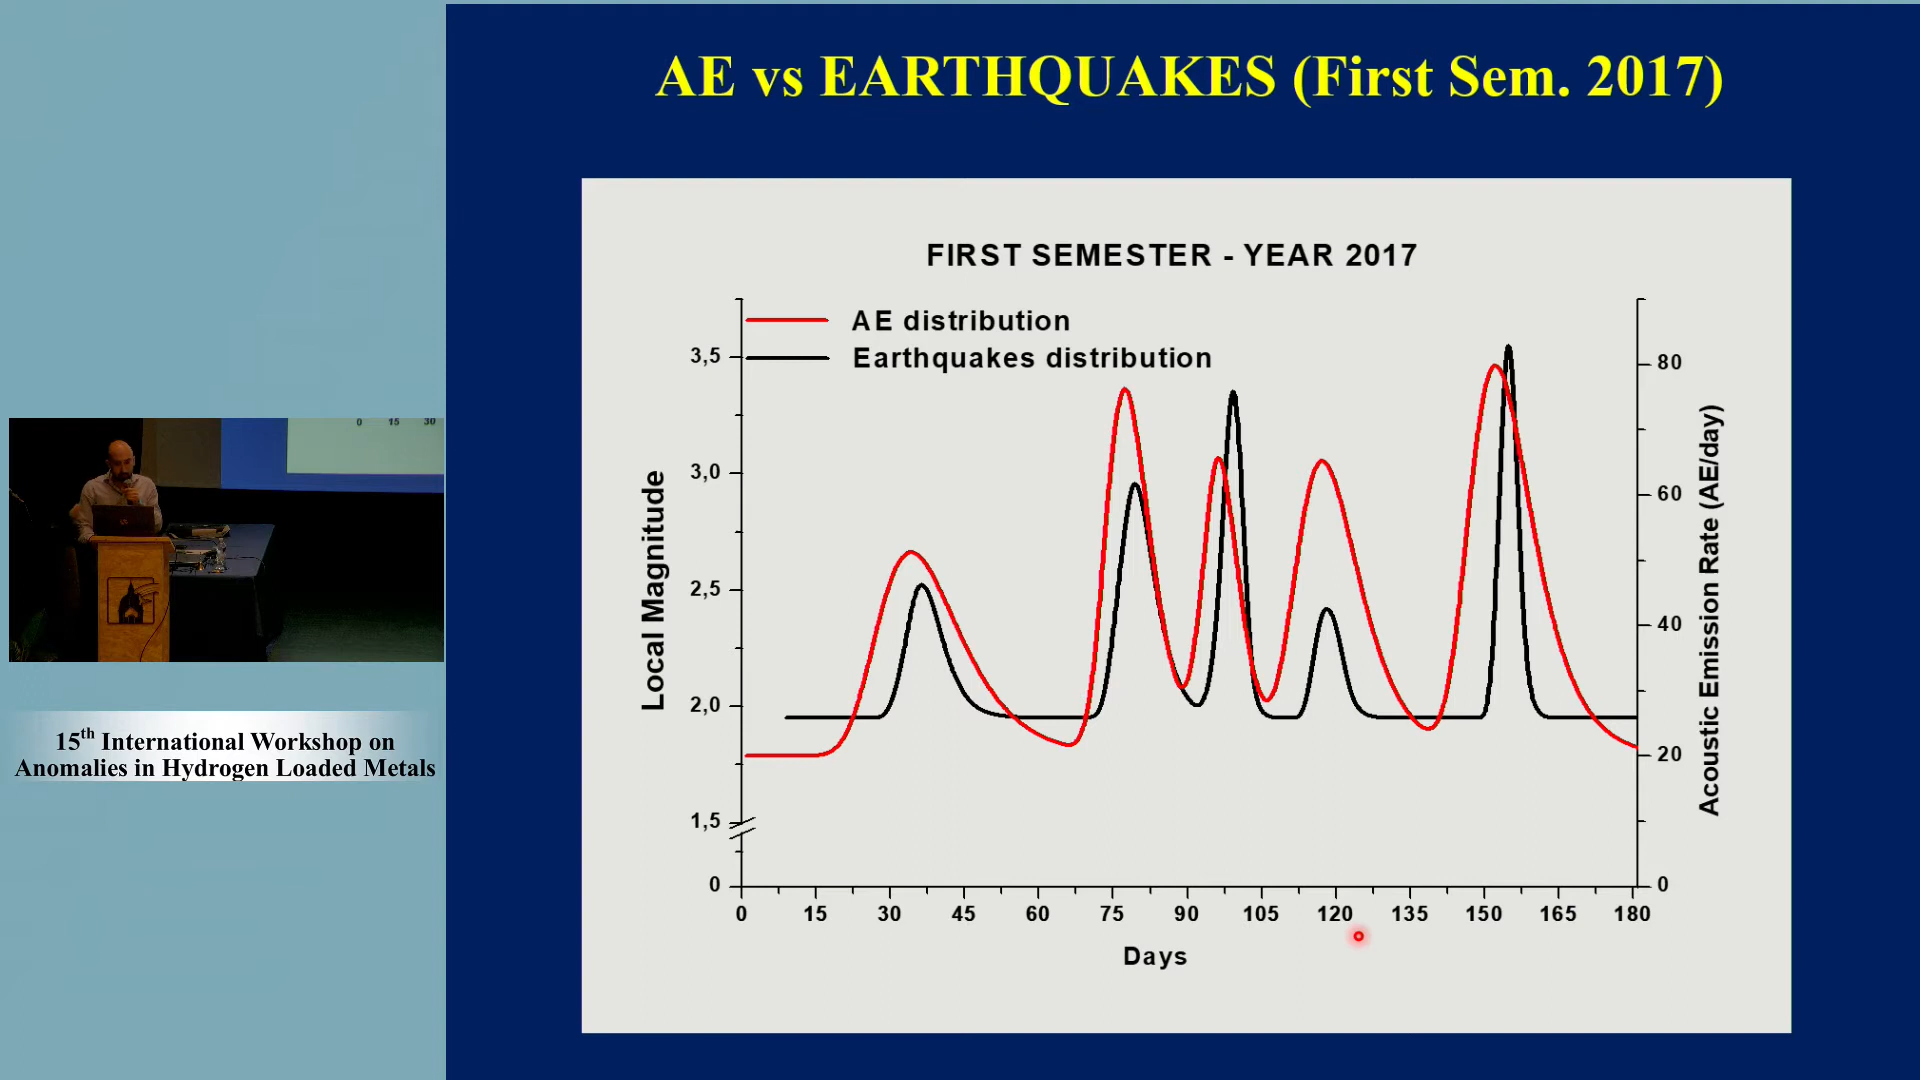 AE vs EARTHQUAKES (First Sem. 2017)
FIRST SEMESTER - YEAR 2017
AE distribution
Earthquakes distribution
3,5
3,0
2,5
2,0
1,5
0
Local Magnitude
80
60
40
20
0
Acoustic Emission Rate (AE/day)
0 15 30 45 60 75 90 105 120 135 150 165 180
Days
0 15 30
15th International Workshop on
Anomalies in Hydrogen Loaded Metals